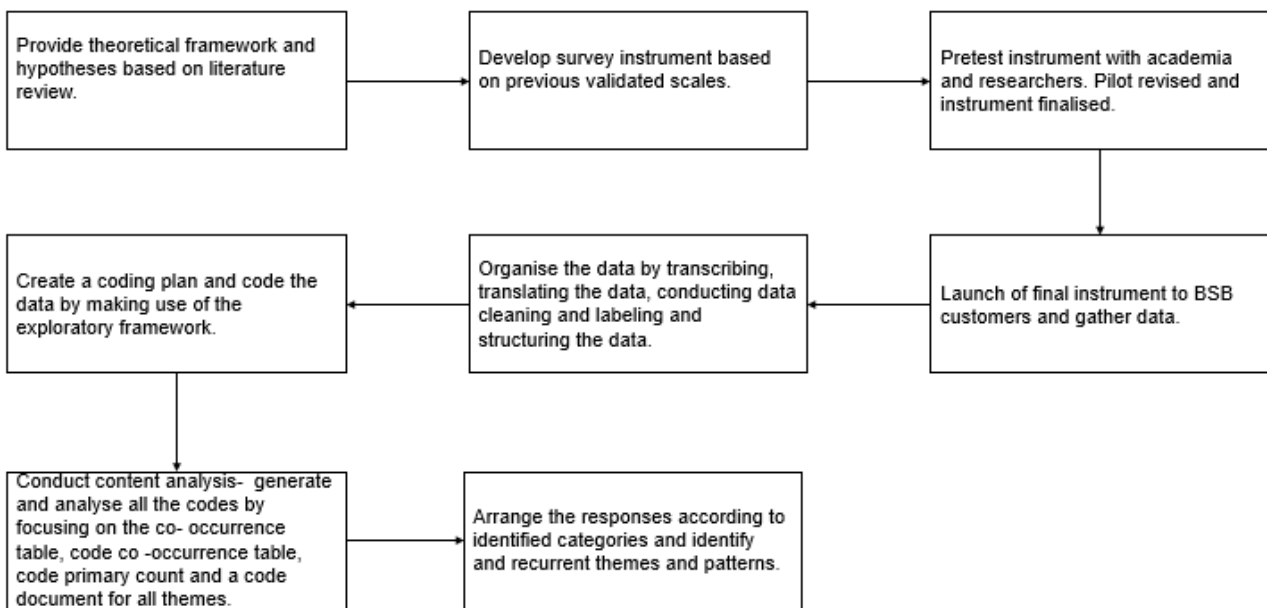 Provide theoretical framework and
hypotheses based on literature
review.
Develop survey instrument based
on previous validated scales.
Pretest instrument with academia
and researchers. Pilot revised and
instrument finalised.
Launch of final instrument to BSB
customers and gather data.
Organise the data by transcribing,
translating the data, conducting data
cleaning and labeling and
structuring the data.
Create a coding plan and code the
data by making use of the
exploratory framework.
Conduct content analysis- generate
and analyse all the codes by
focusing on the co- occurrence
table, code co -occurrence table,
code primary count and a code
document for all themes.
Arrange the responses according to
identified categories and identify
and recurrent themes and patterns.